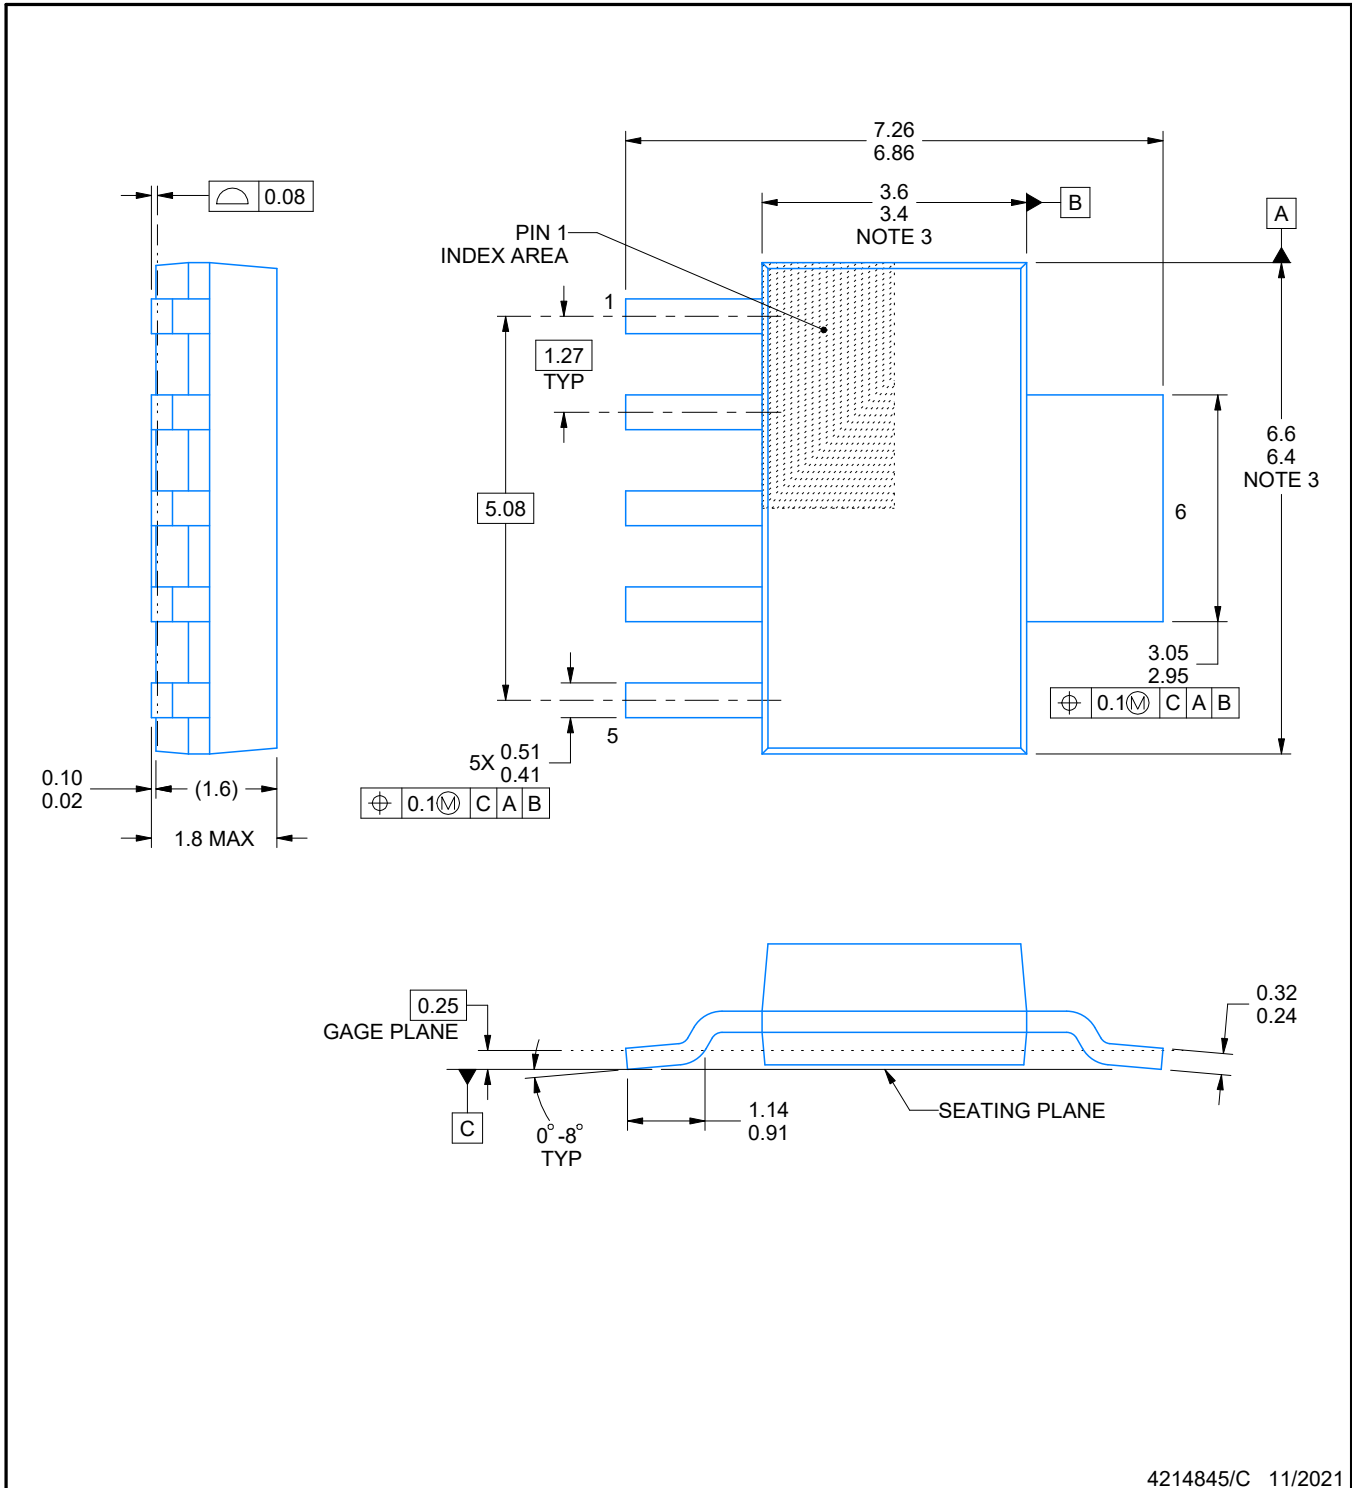 7.26
6.86
0.08
3.6
3.4
NOTE 3
B
A
PIN 1
INDEX AREA
1
1.27
TYP
6.6
6.4
NOTE 3
5.08
6
3.05
2.95
⌖ 0.1Ⓜ C A B
5
5X 0.51
0.41
⌖ 0.1Ⓜ C A B
0.10
0.02
(1.6)
1.8 MAX
0.25
GAGE PLANE
0.32
0.24
C
0°-8°
TYP
1.14
0.91
SEATING PLANE
4214845/C 11/2021